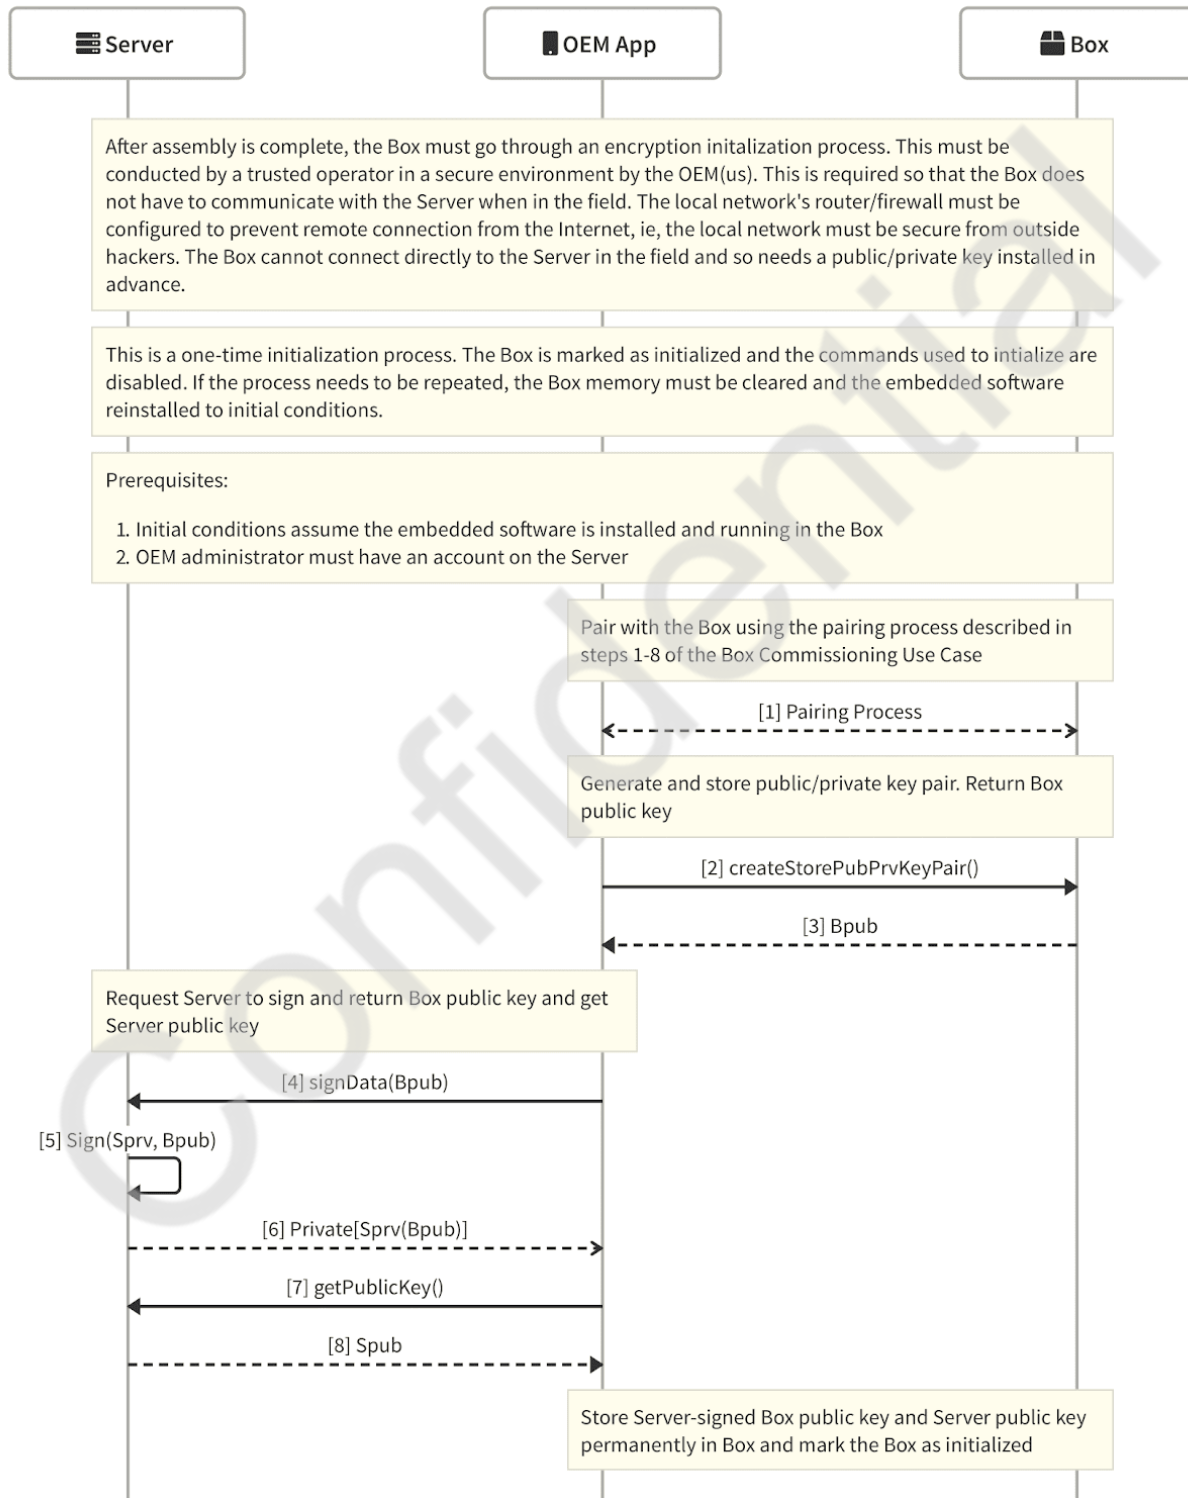 Server
OEM App
Box
After assembly is complete, the Box must go through an encryption initalization process. This must be
conducted by a trusted operator in a secure environment by the OEM(us). This is required so that the Box does
not have to communicate with the Server when in the field. The local network's router/firewall must be
configured to prevent remote connection from the Internet, ie, the local network must be secure from outside
hackers. The Box cannot connect directly to the Server in the field and so needs a public/private key installed in
advance.
This is a one-time initialization process. The Box is marked as initialized and the commands used to intialize are
disabled. If the process needs to be repeated, the Box memory must be cleared and the embedded software
reinstalled to initial conditions.
Prerequisites:
1. Initial conditions assume the embedded software is installed and running in the Box
2. OEM administrator must have an account on the Server
Pair with the Box using the pairing process described in
steps 1-8 of the Box Commissioning Use Case
[1] Pairing Process
Generate and store public/private key pair. Return Box
public key
[2] createStorePubPrvKeyPair()
[3] Bpub
Request Server to sign and return Box public key and get
Server public key
[4] signData(Bpub)
[5] Sign(Sprv, Bpub)
[6] Private[Sprv(Bpub)]
[7] getPublicKey()
[8] Spub
Store Server-signed Box public key and Server public key
permanently in Box and mark the Box as initialized
Confidential